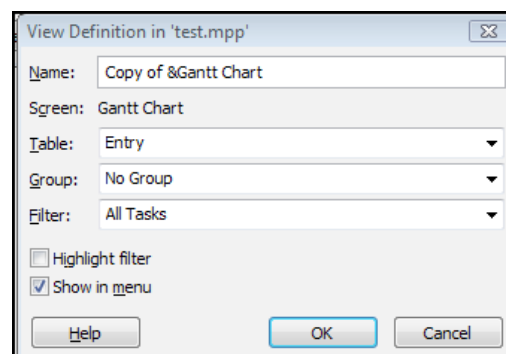 View Definition in 'test.mpp'
Name: Copy of &Gantt Chart
Screen: Gantt Chart
Table: Entry
Group: No Group
Filter: All Tasks
Highlight filter
Show in menu
Help OK Cancel